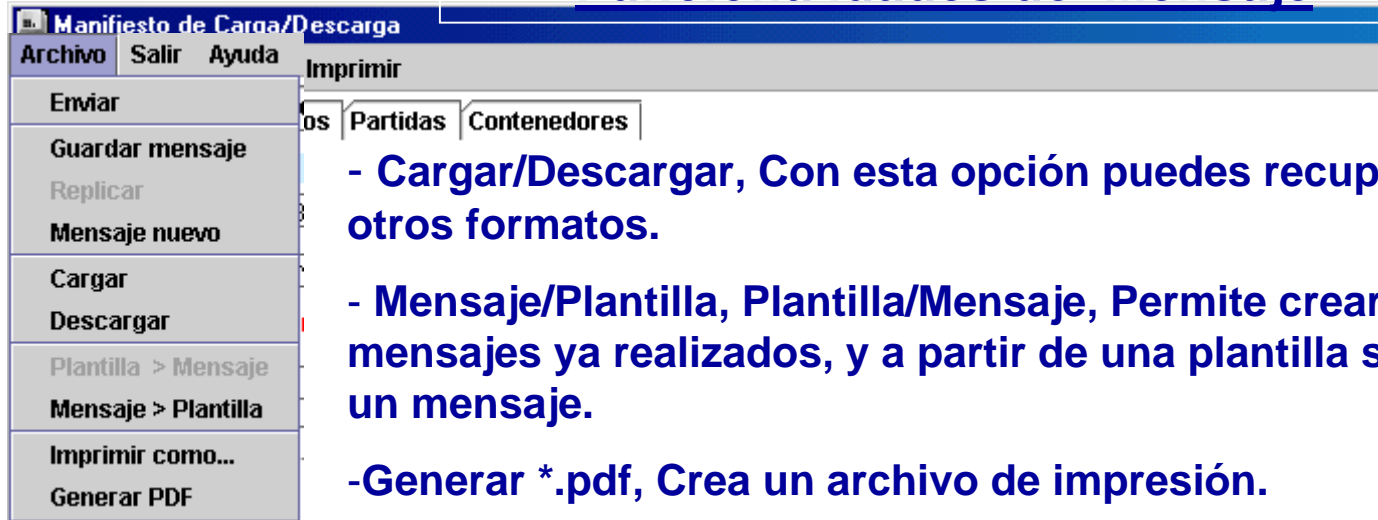 Manifiesto de Carga/Descarga
Archivo Salir Ayuda Imprimir
Enviar
Guardar mensaje
Replicar
Mensaje nuevo
Cargar
Descargar
Plantilla > Mensaje
Mensaje > Plantilla
Imprimir como...
Generar PDF
os Partidas Contenedores
- Cargar/Descargar, Con esta opción puedes recup
otros formatos.
- Mensaje/Plantilla, Plantilla/Mensaje, Permite crear
mensajes ya realizados, y a partir de una plantilla s
un mensaje.
-Generar *.pdf, Crea un archivo de impresión.